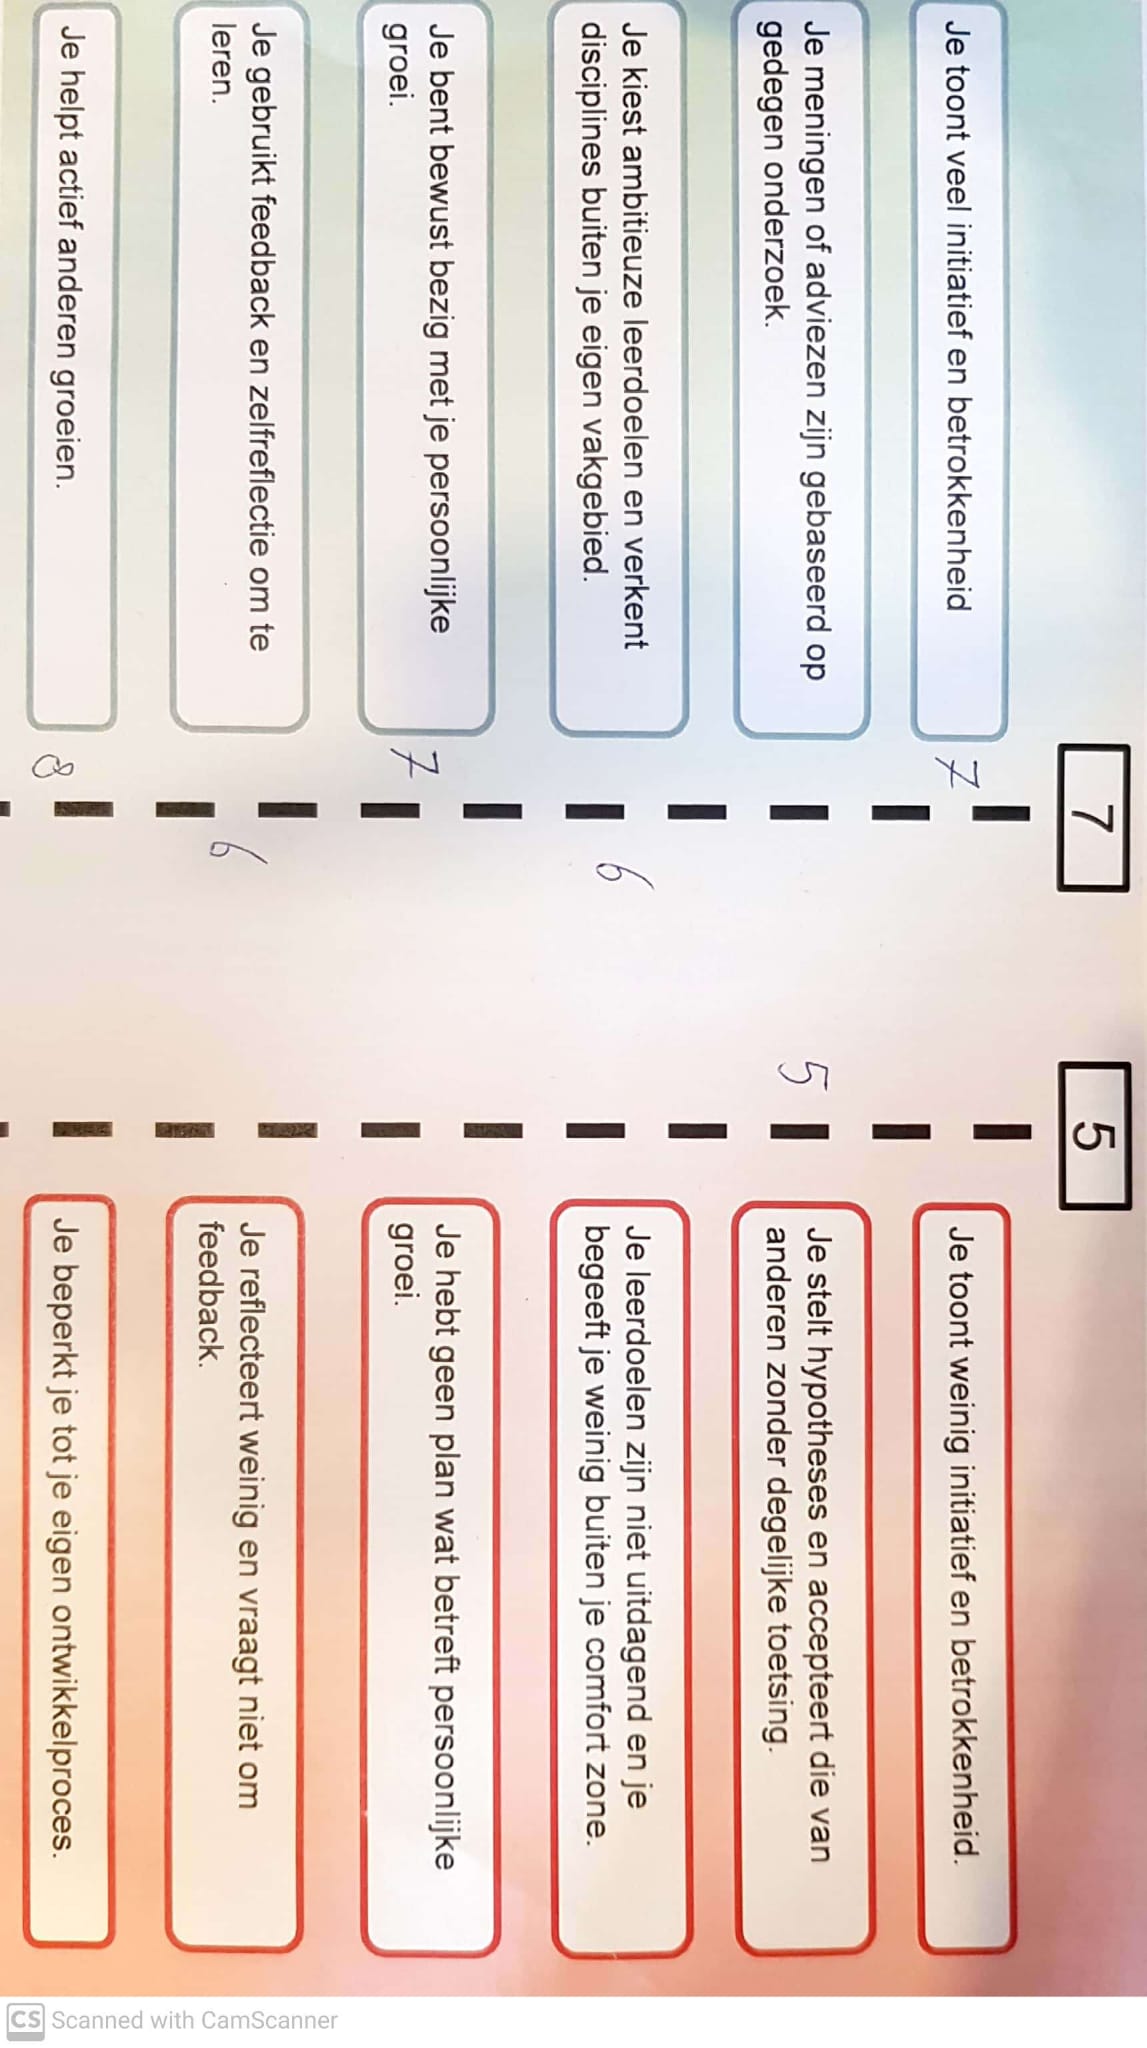 7
5
Je toont veel initiatief en betrokkenheid
7
Je toont weinig initiatief en betrokkenheid.
Je meningen of adviezen zijn gebaseerd op
gedegen onderzoek.
5
Je stelt hypotheses en accepteert die van
anderen zonder degelijke toetsing.
Je kiest ambitieuze leerdoelen en verkent
disciplines buiten je eigen vakgebied.
6
Je leerdoelen zijn niet uitdagend en je
begeeft je weinig buiten je comfort zone.
Je bent bewust bezig met je persoonlijke
groei.
7
Je hebt geen plan wat betreft persoonlijke
groei.
Je gebruikt feedback en zelfreflectie om te
leren.
6
Je reflecteert weinig en vraagt niet om
feedback.
Je helpt actief anderen groeien.
8
Je beperkt je tot je eigen ontwikkelproces.
CS Scanned with CamScanner